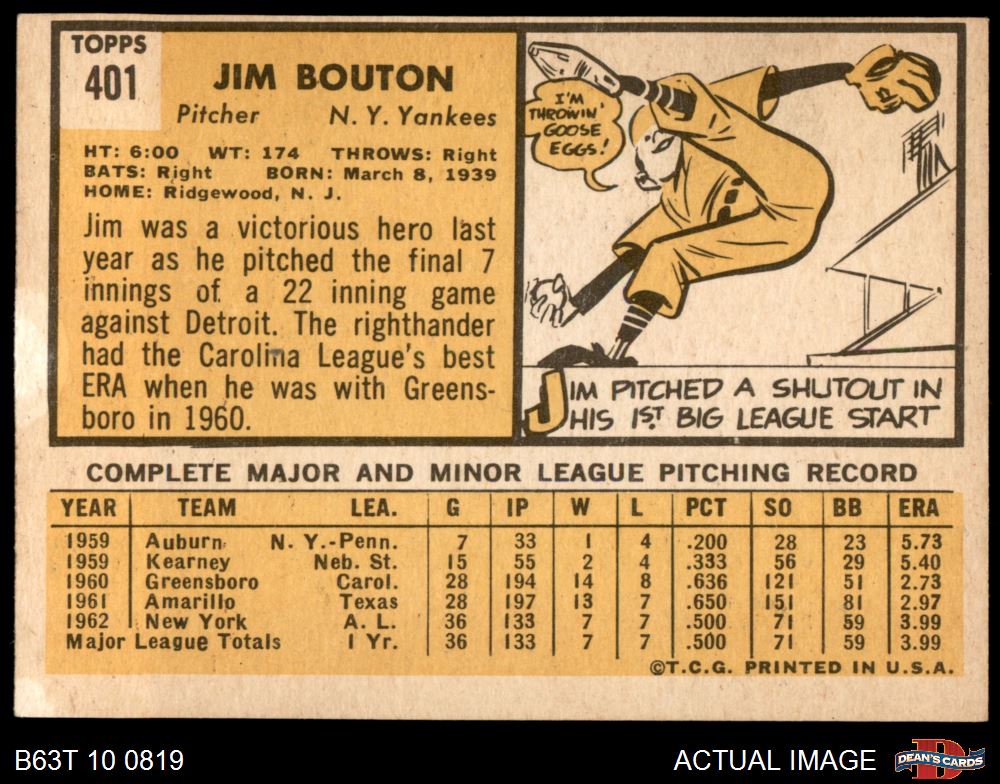 TOPPS
401
JIM BOUTON
Pitcher N. Y. Yankees
HT: 6:00 WT: 174 THROWS: Right
BATS: Right BORN: March 8, 1939
HOME: Ridgewood, N. J.
Jim was a victorious hero last
year as he pitched the final 7
innings of a 22 inning game
against Detroit. The righthander
had the Carolina League's best
ERA when he was with Greens-
boro in 1960.
I'M
THROWIN'
GOOSE
EGGS!
JIM PITCHED A SHUTOUT IN
HIS 1ST BIG LEAGUE START
COMPLETE MAJOR AND MINOR LEAGUE PITCHING RECORD
YEAR TEAM LEA. G IP W L PCT SO BB ERA
1959 Auburn N. Y.-Penn. 7 33 1 4 .200 28 23 5.73
1959 Kearney Neb. St. 15 55 2 4 .333 56 29 5.40
1960 Greensboro Carol. 28 194 14 8 .636 121 51 2.73
1961 Amarillo Texas 28 197 13 7 .650 151 81 2.97
1962 New York A. L. 36 133 7 7 .500 71 59 3.99
Major League Totals 1 Yr. 36 133 7 7 .500 71 59 3.99
©T.C.G. PRINTED IN U.S.A.
B63T 10 0819 ACTUAL IMAGE
D
DEAN'S CARDS